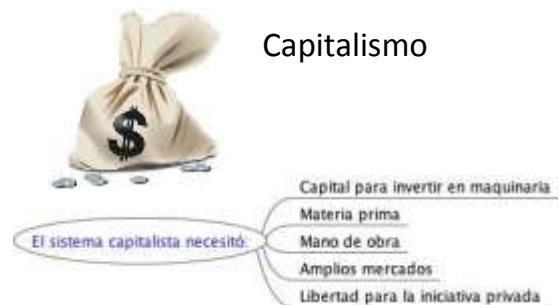 Capitalismo
$
El sistema capitalista necesitó:
Capital para invertir en maquinaria
Materia prima
Mano de obra
Amplios mercados
Libertad para la iniciativa privada